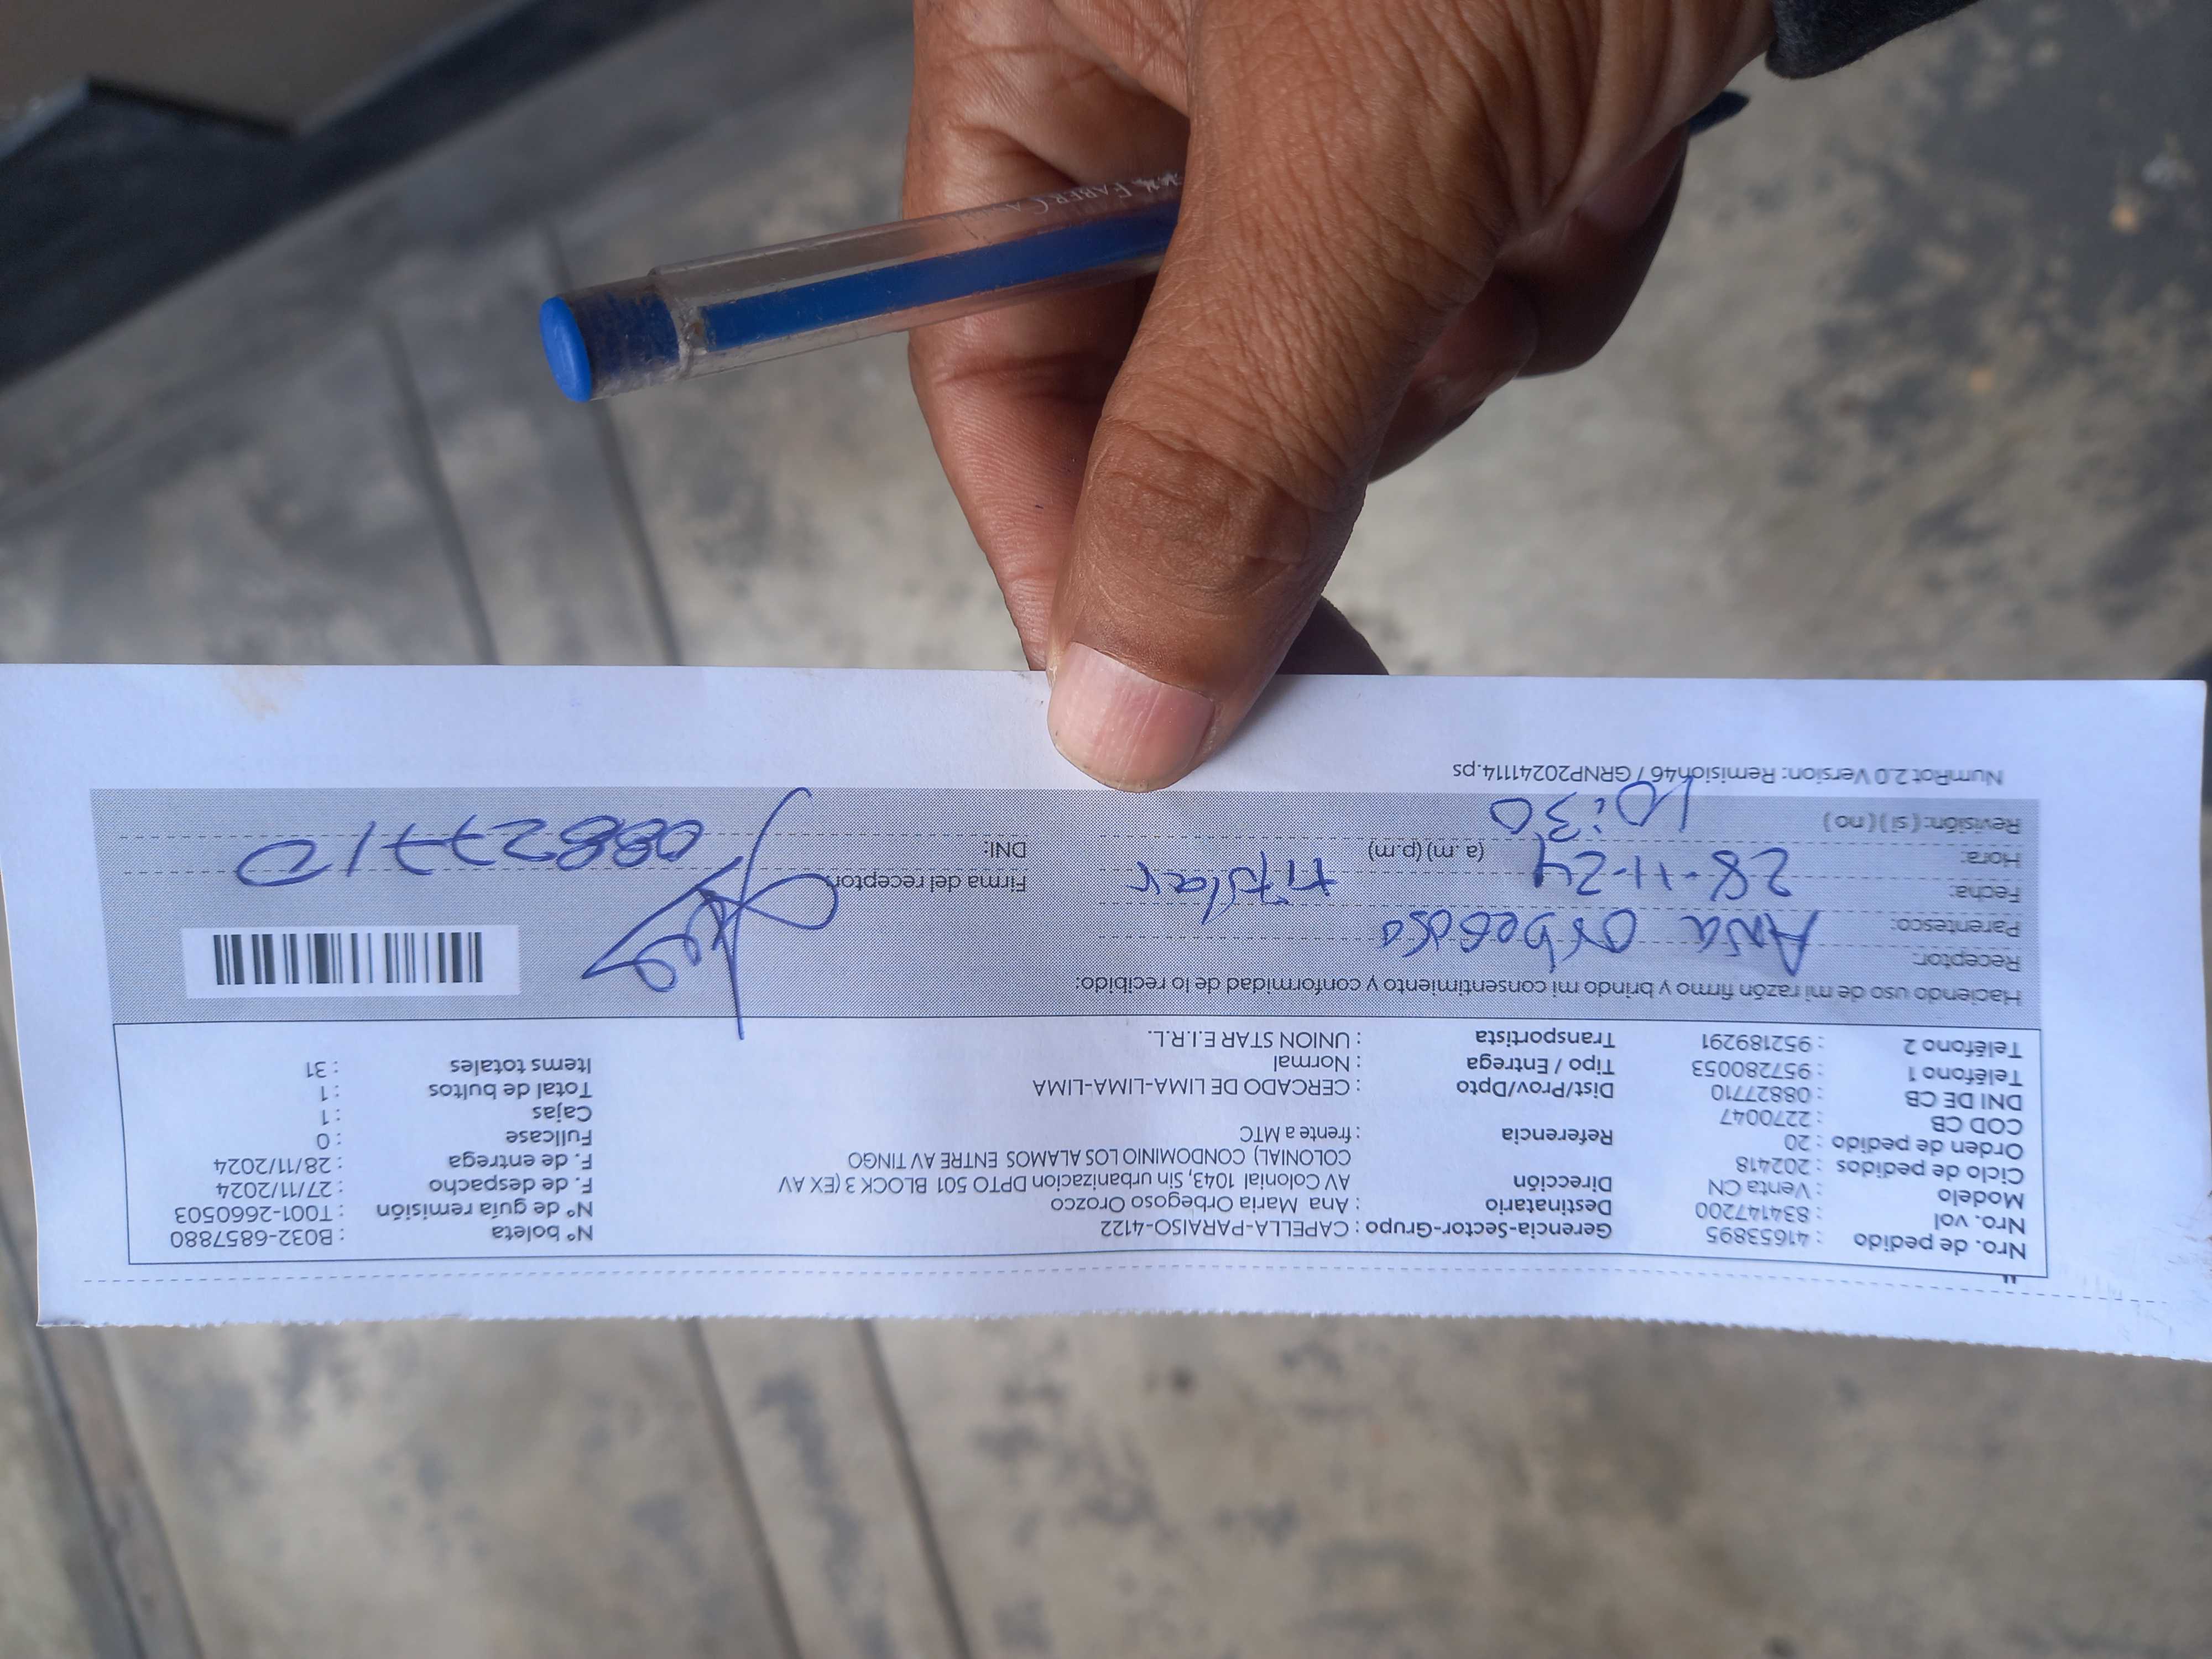 Nro. de pedido : 41653895
Nro. vol : 834147200
Modelo : Venta CN
Ciclo de pedidos : 202418
Orden de pedido : 20
COD CB : 2270047
DNI DE CB : 08827710
Teléfono 1 : 957280053
Teléfono 2 : 952189291
Gerencia-Sector-Grupo : CAPELLA-PARAISO-4122
Destinatario : Ana Maria Orbegoso Orozco
Dirección AV Colonial 1043, Sin urbanizacion DPTO 501 BLOCK 3 (EX AV
COLONIAL) CONDOMINIO LOS ALAMOS ENTRE AV TINGO
Referencia : frente a MTC
Dist/Prov/Dpto : CERCADO DE LIMA-LIMA-LIMA
Tipo / Entrega : Normal
Transportista : UNION STAR E.I.R.L.
N° boleta : B032-6857880
N° de guía remisión : T001-2660503
F. de despacho : 27/11/2024
F. de entrega : 28/11/2024
Fullcase : 0
Cajas : 1
Total de bultos : 1
Items totales : 31
Haciendo uso de mi razón firmo y brindo mi consentimiento y conformidad de lo recibido:
Receptor: Ana Orbegoso
Parentesco: titular
Fecha: 28-11-24
Hora: 10:30 (a.m) (p.m)
Revisión: ( si ) ( no )
Firma del receptor:
DNI: 08827710
NumRot 2.0 Version: Remision46 / GRNP20241114.ps
FABER CA